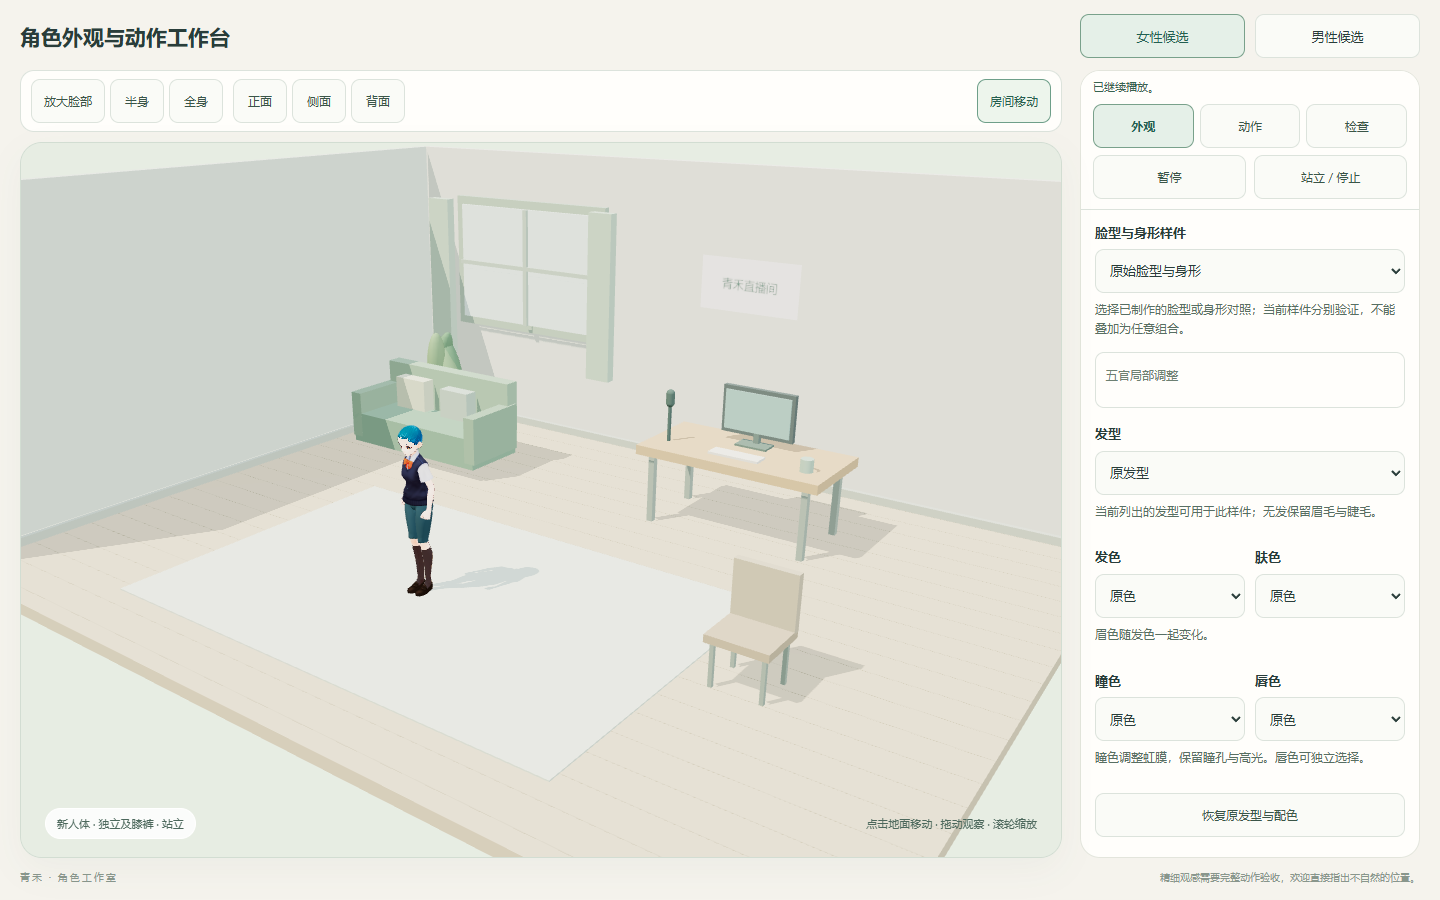 角色外观与动作工作台
女性候选
男性候选
放大脸部
半身
全身
正面
侧面
背面
房间移动
已继续播放。
外观
动作
检查
暂停
站立 / 停止
青禾直播间
脸型与身形样件
原始脸型与身形
选择已制作的脸型或身形对照；当前样件分别验证，不能
叠加为任意组合。
五官局部调整
发型
原发型
当前列出的发型可用于此样件；无发保留眉毛与睫毛。
发色
肤色
原色
原色
眉色随发色一起变化。
瞳色
唇色
原色
原色
瞳色调整虹膜，保留瞳孔与高光。唇色可独立选择。
恢复原发型与配色
新人体 · 独立及膝裤 · 站立
点击地面移动 · 拖动观察 · 滚轮缩放
青禾 · 角色工作室
精细观感需要完整动作验收，欢迎直接指出不自然的位置。